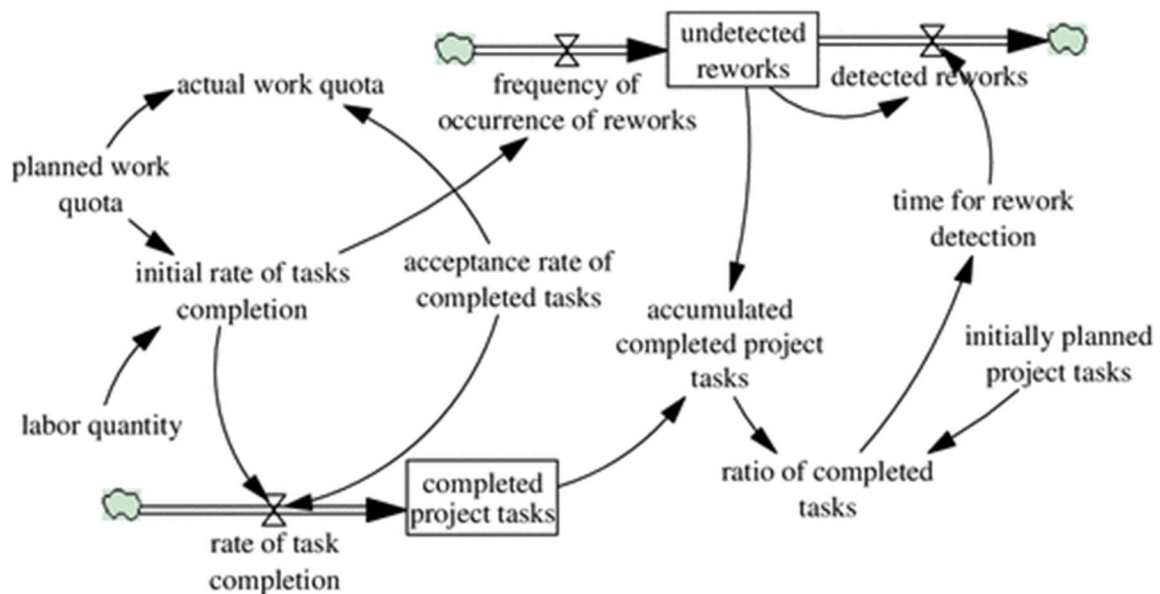 undetected
reworks
detected reworks
frequency of
occurrence of reworks
actual work quota
planned work
quota
time for rework
detection
initial rate of tasks
completion
acceptance rate of
completed tasks
accumulated
completed project
tasks
initially planned
project tasks
labor quantity
ratio of completed
tasks
completed
project tasks
rate of task
completion